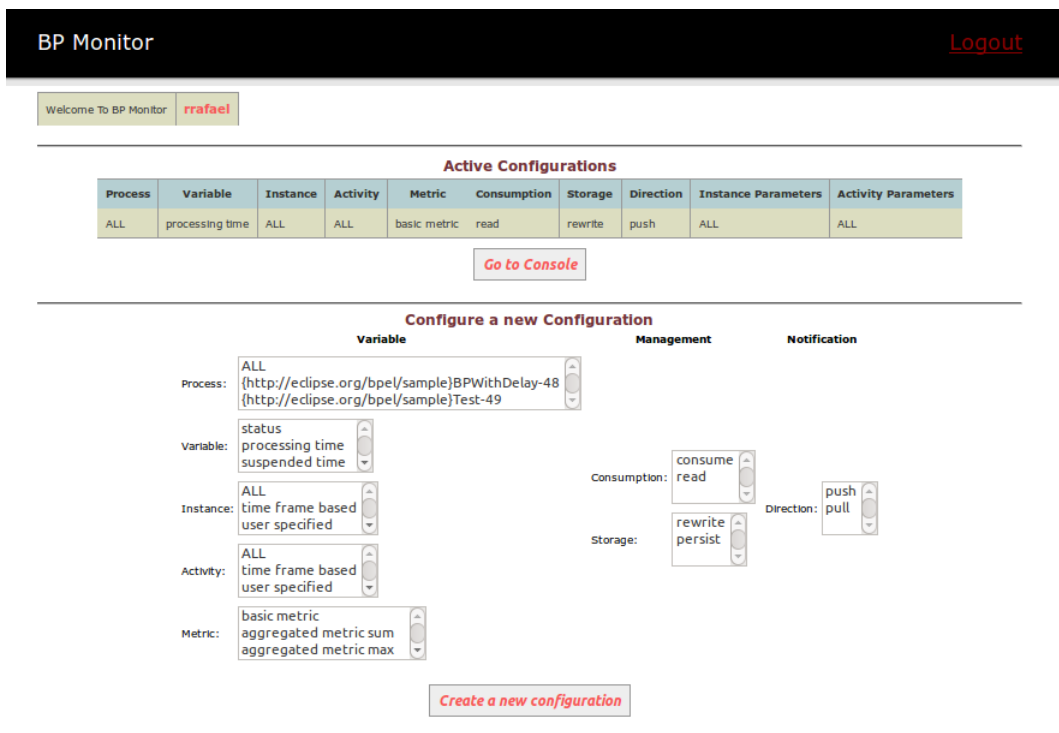 BP Monitor Logout
Welcome To BP Monitor rrafael
Active Configurations
Process Variable Instance Activity Metric Consumption Storage Direction Instance Parameters Activity Parameters
ALL processing time ALL ALL basic metric read rewrite push ALL ALL
Go to Console
Configure a new Configuration
Variable Management Notification
Process:
ALL
{http://eclipse.org/bpel/sample}BPWithDelay-48
{http://eclipse.org/bpel/sample}Test-49
Variable:
status
processing time
suspended time
Instance:
ALL
time frame based
user specified
Activity:
ALL
time frame based
user specified
Metric:
basic metric
aggregated metric sum
aggregated metric max
Consumption:
consume
read
Storage:
rewrite
persist
Direction:
push
pull
Create a new configuration